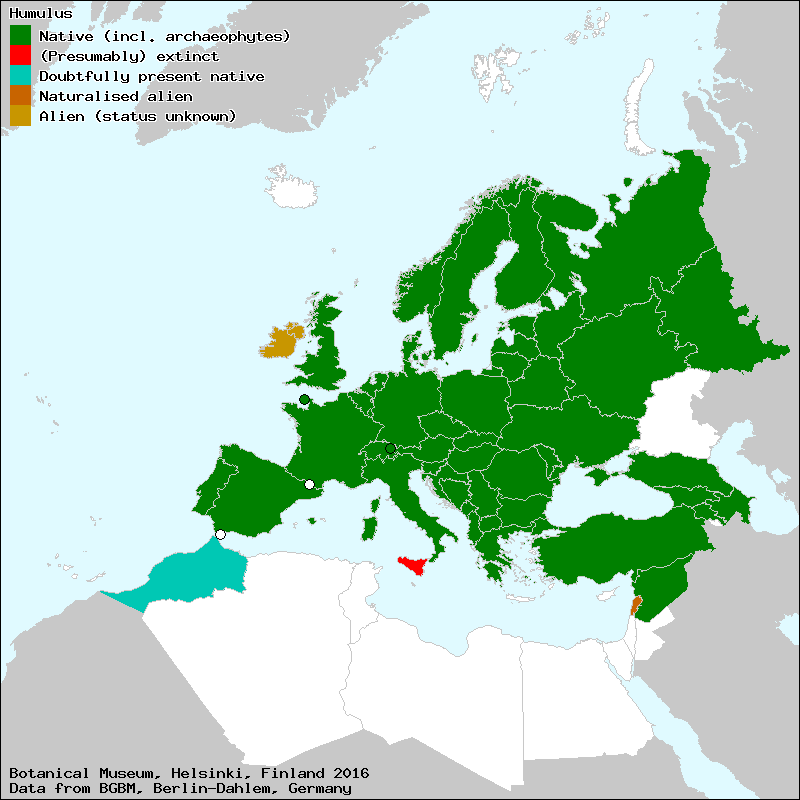 Humulus
Native (incl. archaeophytes)
(Presumably) extinct
Doubtfully present native
Naturalised alien
Alien (status unknown)
Botanical Museum, Helsinki, Finland 2016
Data from BGBM, Berlin-Dahlem, Germany